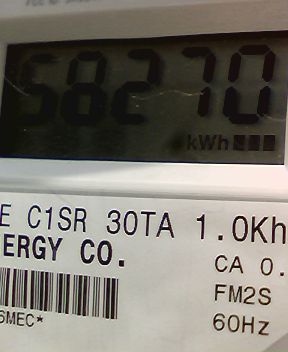 58270
kWh
E C1SR 30TA 1.0Kh
ERGY CO.
CA 0.
FM2S
6MEC*
60Hz